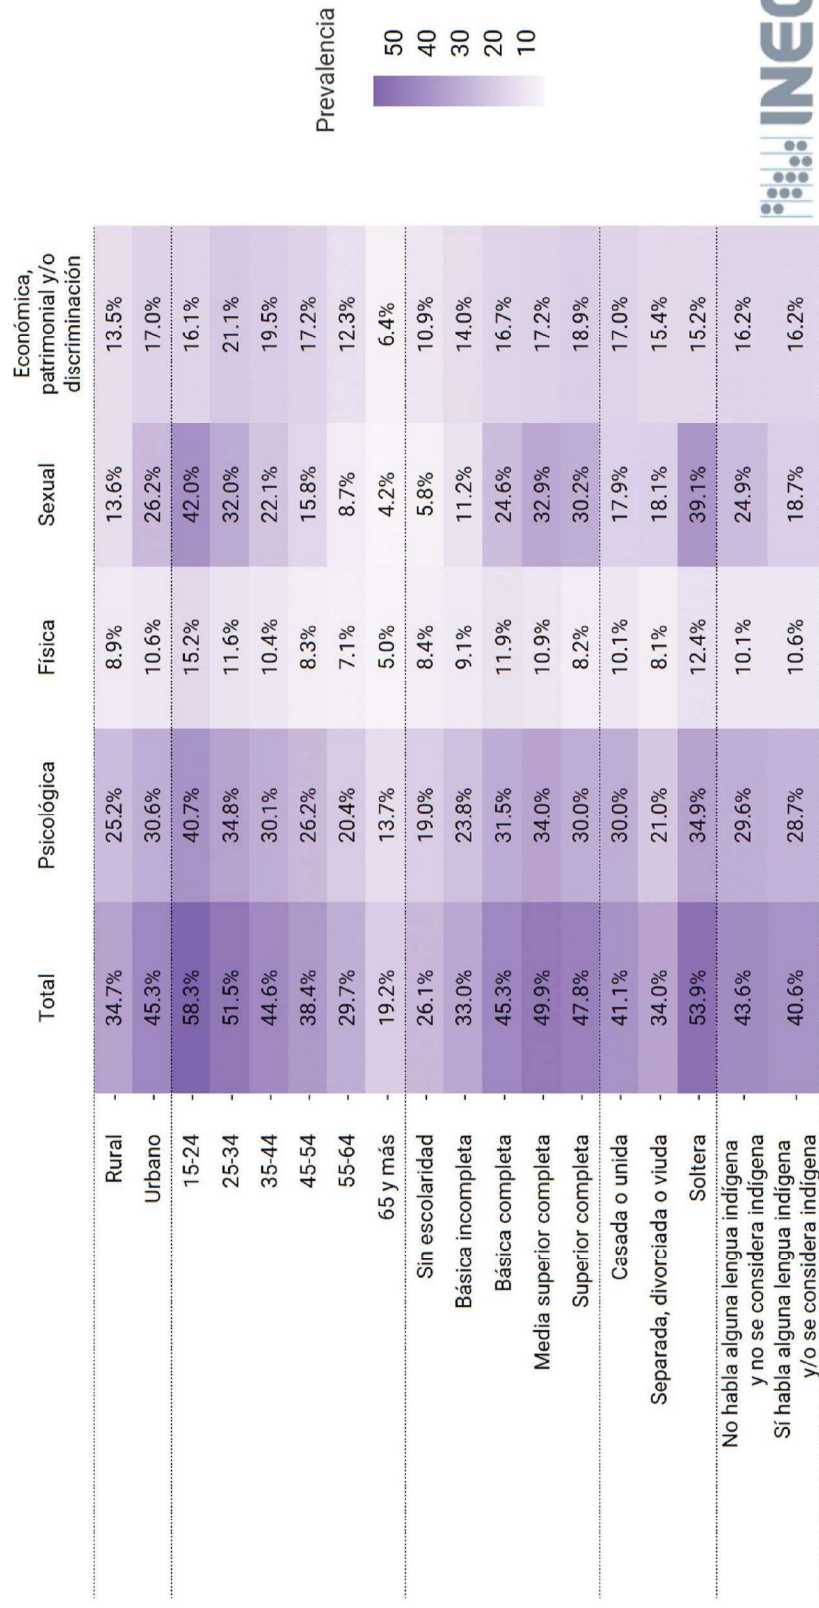 Total Psicológica Física Sexual Económica,
patrimonial y/o
discriminación
Rural 34.7% 25.2% 8.9% 13.6% 13.5%
Urbano 45.3% 30.6% 10.6% 26.2% 17.0%
15-24 58.3% 40.7% 15.2% 42.0% 16.1%
25-34 51.5% 34.8% 11.6% 32.0% 21.1%
35-44 44.6% 30.1% 10.4% 22.1% 19.5%
45-54 38.4% 26.2% 8.3% 15.8% 17.2%
55-64 29.7% 20.4% 7.1% 8.7% 12.3%
65 y más 19.2% 13.7% 5.0% 4.2% 6.4%
Sin escolaridad 26.1% 19.0% 8.4% 5.8% 10.9%
Básica incompleta 33.0% 23.8% 9.1% 11.2% 14.0%
Básica completa 45.3% 31.5% 11.9% 24.6% 16.7%
Media superior completa 49.9% 34.0% 10.9% 32.9% 17.2%
Superior completa 47.8% 30.0% 8.2% 30.2% 18.9%
Casada o unida 41.1% 30.0% 10.1% 17.9% 17.0%
Separada, divorciada o viuda 34.0% 21.0% 8.1% 18.1% 15.4%
Soltera 53.9% 34.9% 12.4% 39.1% 15.2%
No habla alguna lengua indígena
y no se considera indígena 43.6% 29.6% 10.1% 24.9% 16.2%
Sí habla alguna lengua indígena
y/o se considera indígena 40.6% 28.7% 10.6% 18.7% 16.2%
Prevalencia
50
40
30
20
10